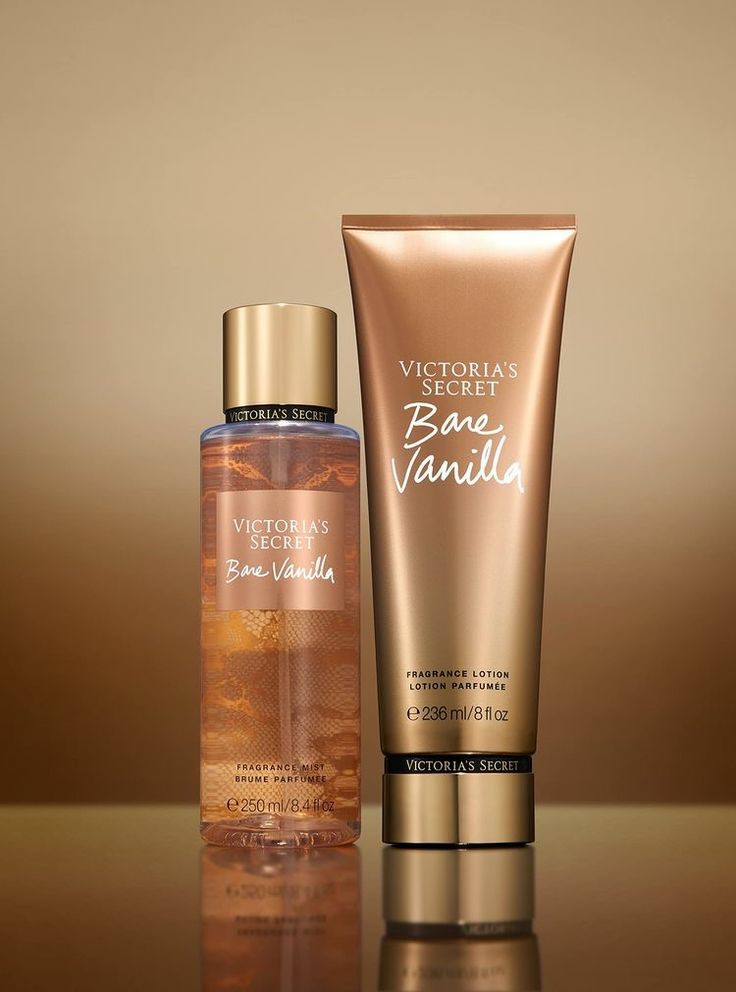 VICTORIA'S SECRET
VICTORIA'S
SECRET
Bare Vanilla
FRAGRANCE MIST
BRUME PARFUMÉE
℮ 250 ml/8.4 fl oz
VICTORIA'S
SECRET
Bare
Vanilla
FRAGRANCE LOTION
LOTION PARFUMÉE
℮ 236 ml/8 fl oz
VICTORIA'S SECRET